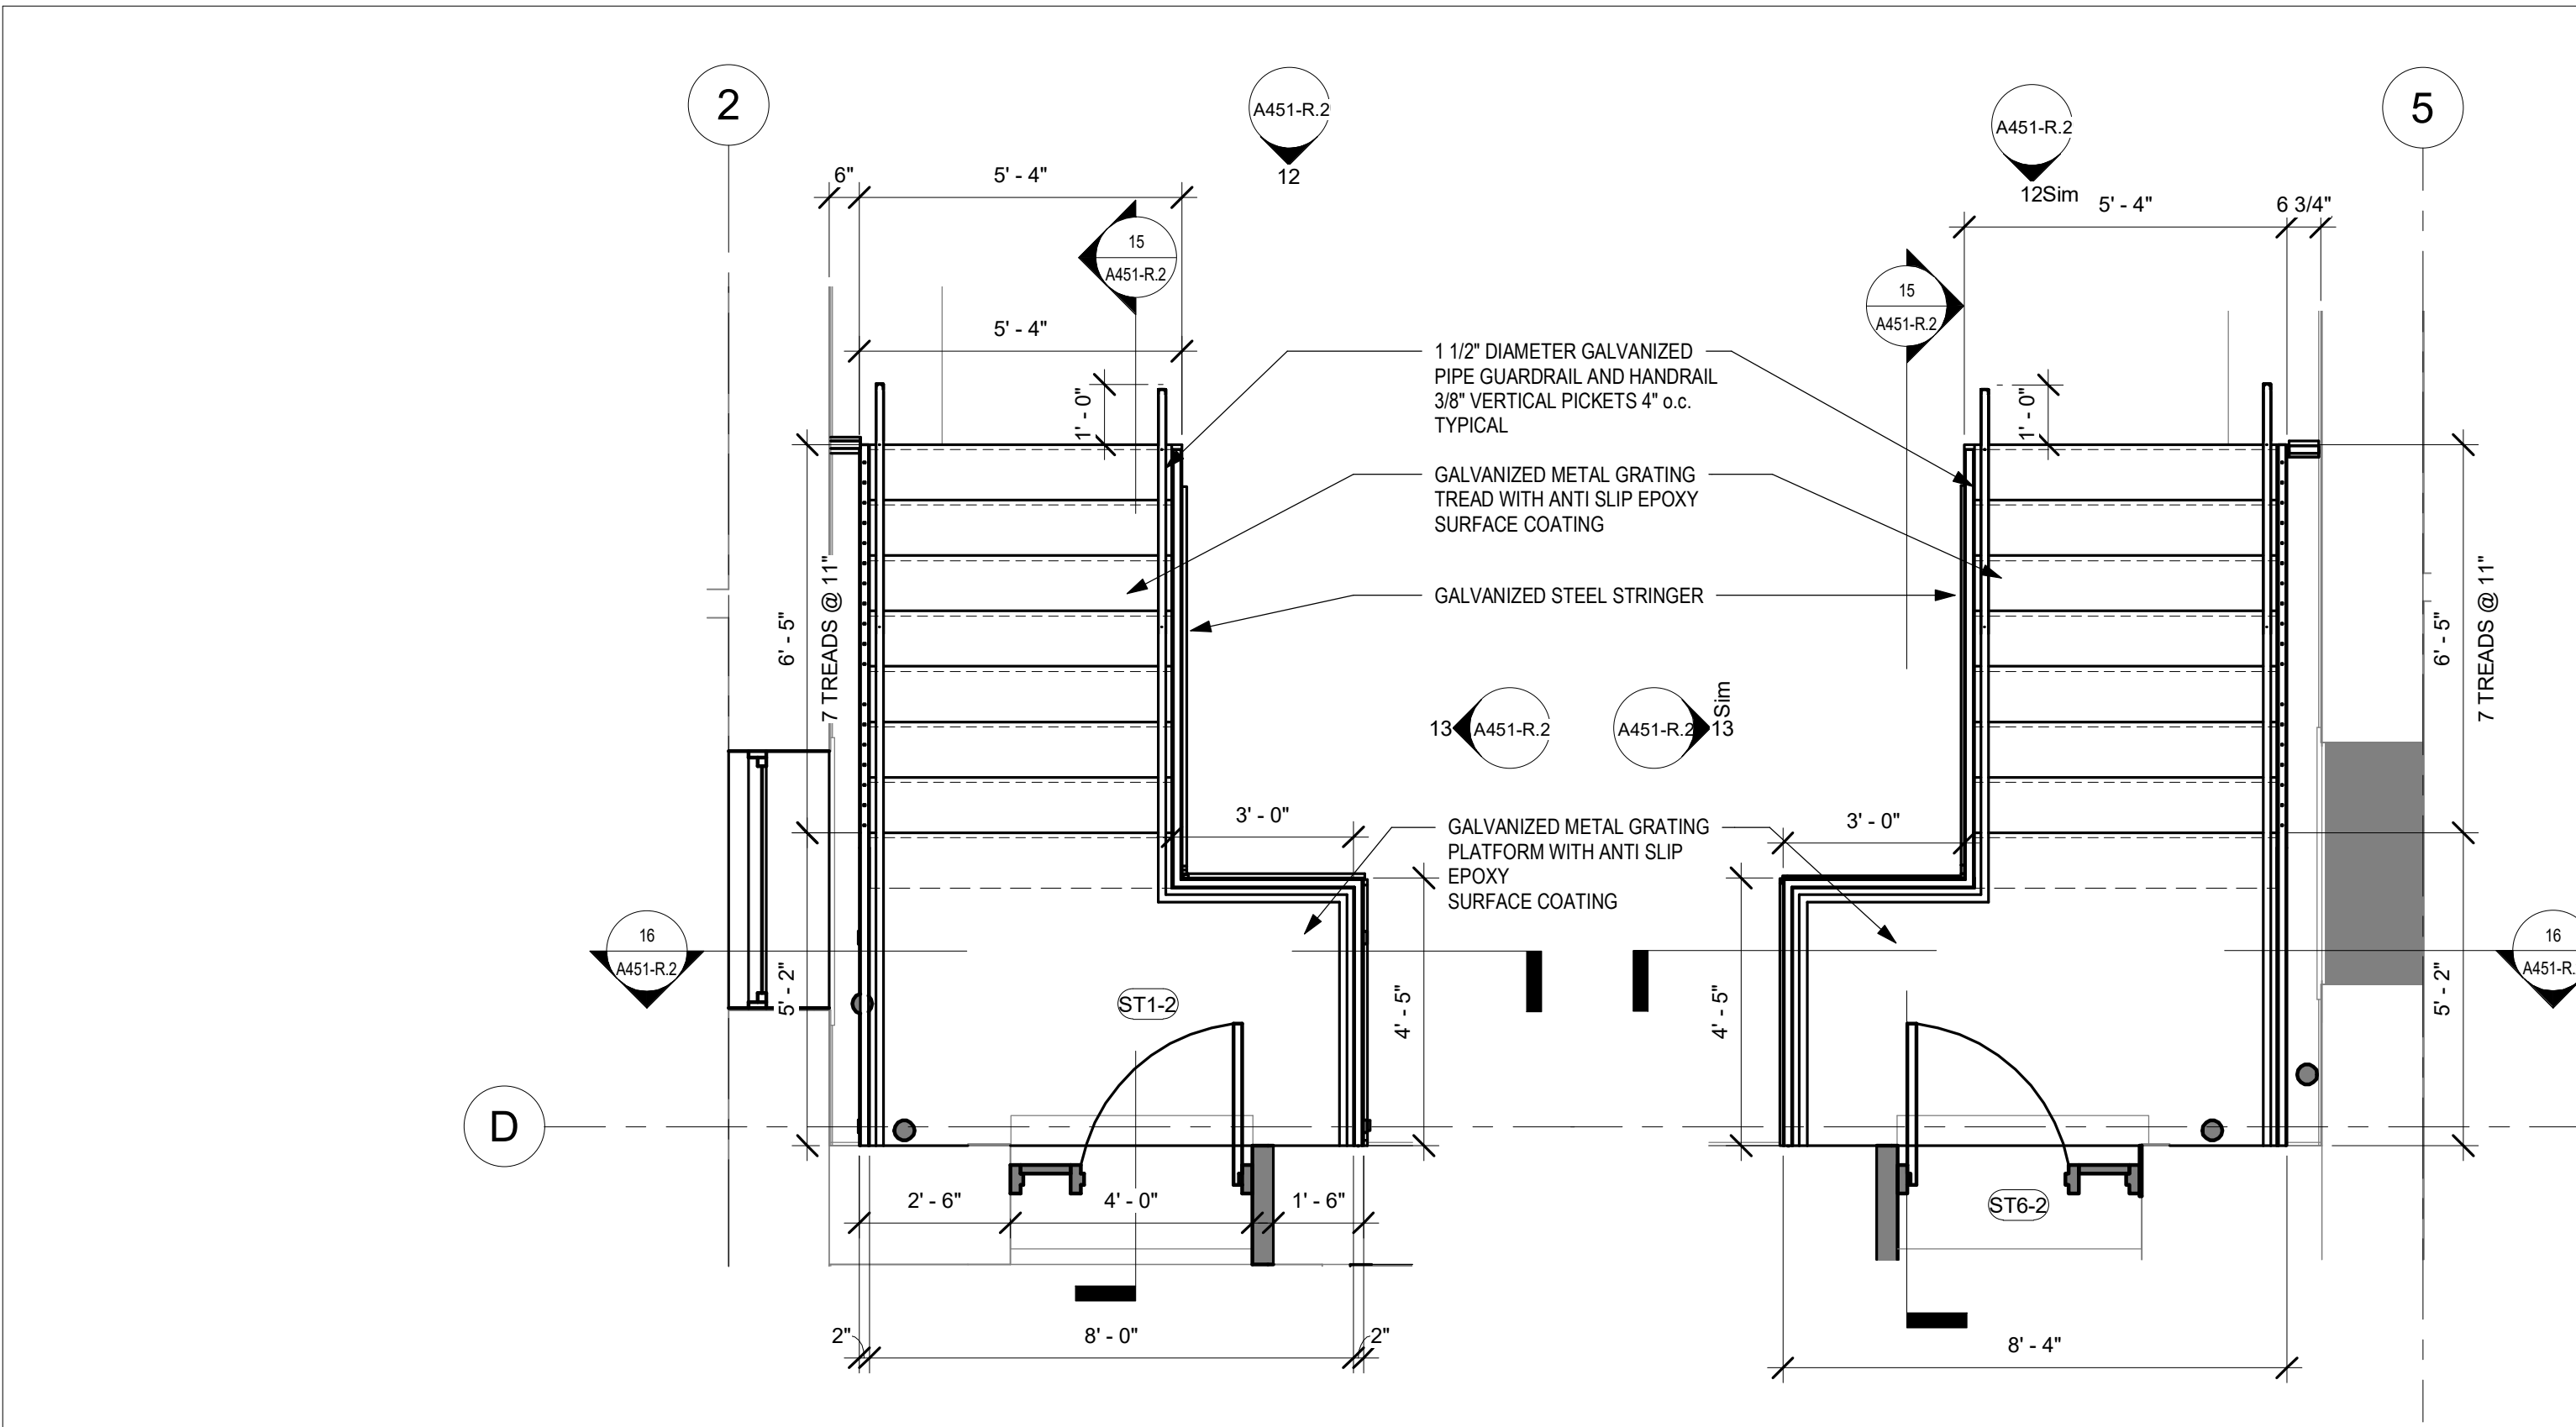 2
A451-R.2
12
A451-R.2
12Sim
5
6"
5' - 4"
5' - 4"
6 3/4"
15
A451-R.2
15
A451-R.2
5' - 4"
1' - 0"
1' - 0"
1 1/2" DIAMETER GALVANIZED
PIPE GUARDRAIL AND HANDRAIL
3/8" VERTICAL PICKETS 4" o.c.
TYPICAL
GALVANIZED METAL GRATING
TREAD WITH ANTI SLIP EPOXY
SURFACE COATING
GALVANIZED STEEL STRINGER
6' - 5"
7 TREADS @ 11"
6' - 5"
7 TREADS @ 11"
13
A451-R.2
A451-R.2
13
Sim
3' - 0"
3' - 0"
GALVANIZED METAL GRATING
PLATFORM WITH ANTI SLIP
EPOXY
SURFACE COATING
16
A451-R.2
16
A451-R.
5' - 2"
ST1-2
4' - 5"
4' - 5"
5' - 2"
D
2' - 6"
4' - 0"
1' - 6"
ST6-2
2"
8' - 0"
2"
8' - 4"